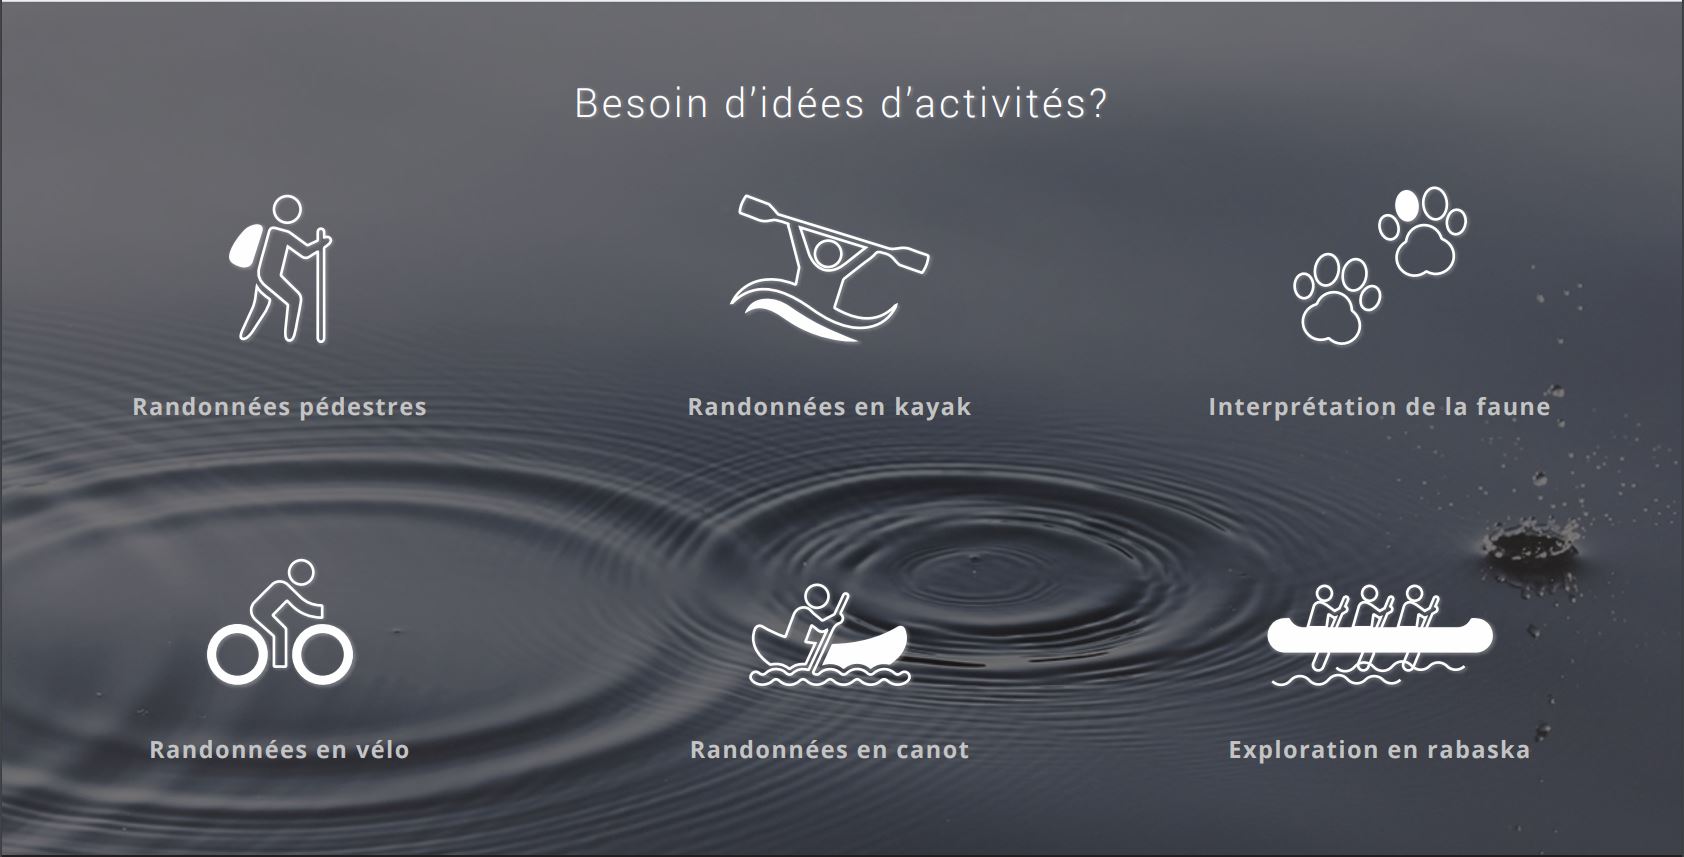 Besoin d’idées d’activités?
Randonnées pédestres
Randonnées en kayak
Interprétation de la faune
Randonnées en vélo
Randonnées en canot
Exploration en rabaska